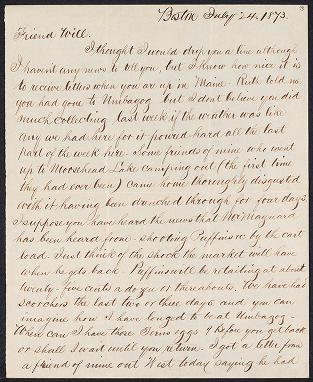 3
Boston July 24, 1873.
Friend Will.
I thought I would drop you a line although
I haven't any news to tell you, but I know how nice it is
to receive letters when you are up in Maine. Ruth told me
you had gone to Umbagog but I dont believe you did
much collecting last week if the weather was like
any we had here for it poured hard all the last
part of the week here. Some friends of mine who went
up to Moosehead Lake camping out (the first time
they had ever been) came home thoroughly disgusted
with it having been drenched through for four days.
I suppose you have heard the news that Mr Maynard
has been heard from - shooting Puffins &c by the cart
load. Just think of the shock the market will have
when he gets back. Puffins will be retailing at about
twenty-five cents a dozen or thereabouts. We have had
scorchers the last two or three days and you can
imagine how I have longed to be at Umbagog -
When can I have those Terns eggs & before you get back
or shall I wait until you return. I got a letter from
a friend of mine out West today saying he had